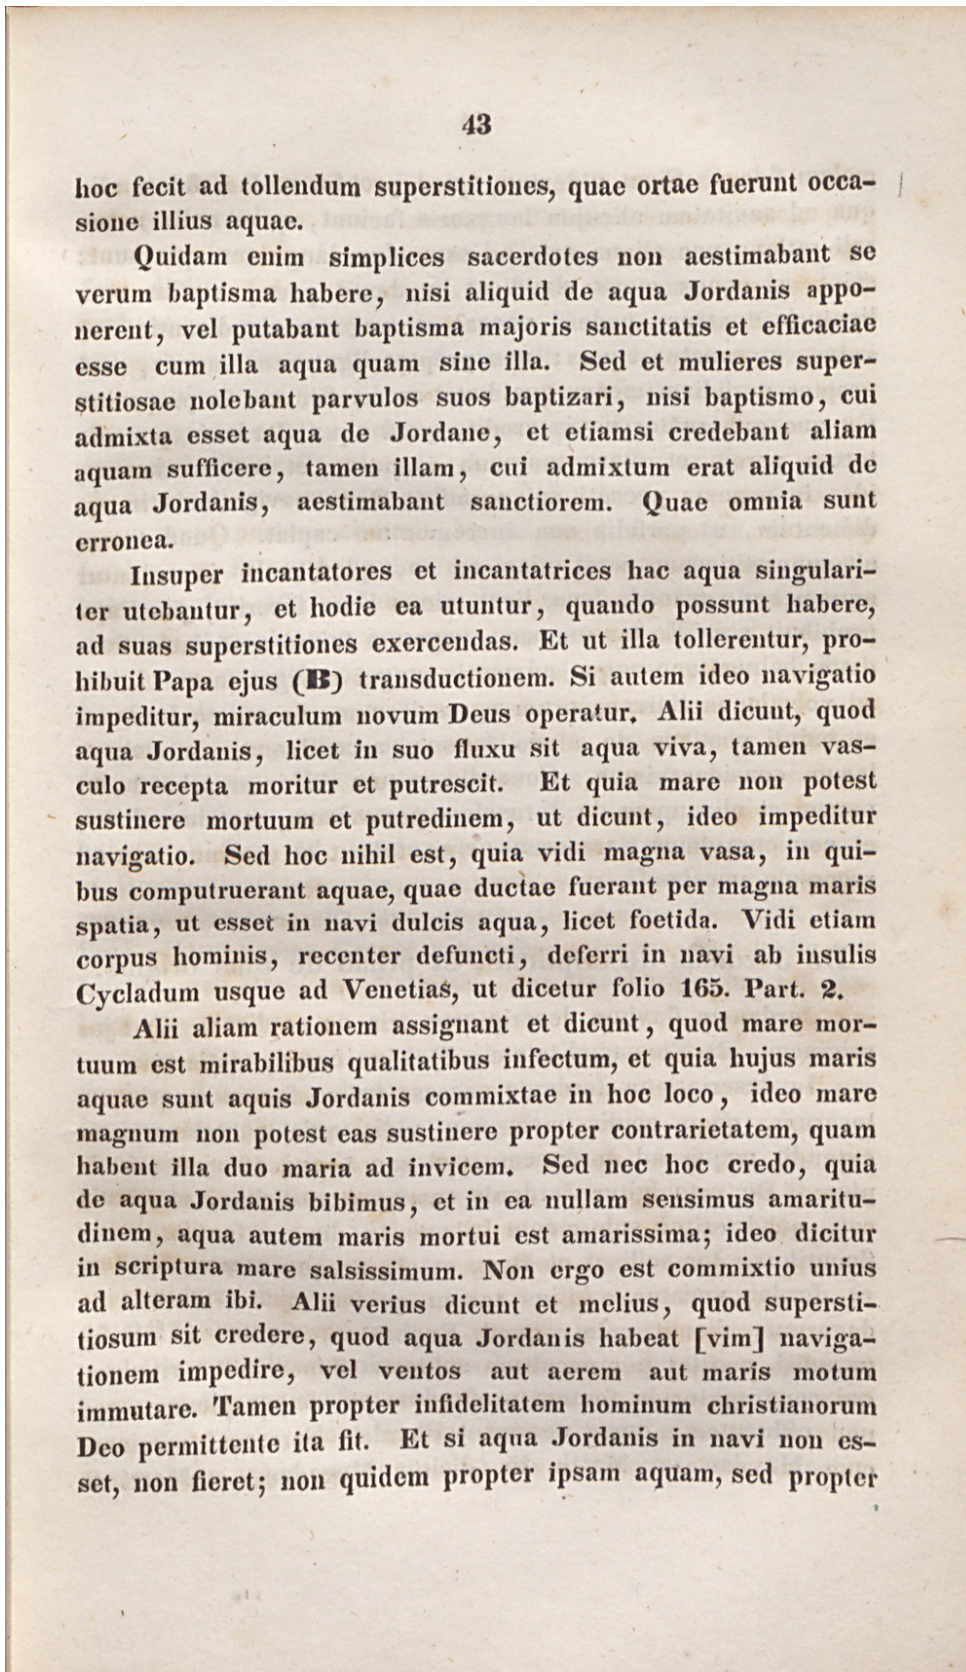 43
hoc fecit ad tollendum superstitiones, quae ortae fuerunt occa-
sione illius aquae.
Quidam enim simplices sacerdotes non aestimabant se
verum baptisma habere, nisi aliquid de aqua Jordanis appo-
nerent, vel putabant baptisma majoris sanctitatis et efficaciae
esse cum illa aqua quam sine illa. Sed et mulieres super-
stitiosae nolebant parvulos suos baptizari, nisi baptismo, cui
admixta esset aqua de Jordane, et etiamsi credebant aliam
aquam sufficere, tamen illam, cui admixtum erat aliquid de
aqua Jordanis, aestimabant sanctiorem. Quae omnia sunt
erronea.
Insuper incantatores et incantatrices hac aqua singulari-
ter utebantur, et hodie ea utuntur, quando possunt habere,
ad suas superstitiones exercendas. Et ut illa tollerentur, pro-
hibuit Papa ejus (B) transductionem. Si autem ideo navigatio
impeditur, miraculum novum Deus operatur. Alii dicunt, quod
aqua Jordanis, licet in suo fluxu sit aqua viva, tamen vas-
culo recepta moritur et putrescit. Et quia mare non potest
sustinere mortuum et putredinem, ut dicunt, ideo impeditur
navigatio. Sed hoc nihil est, quia vidi magna vasa, in qui-
bus computruerant aquae, quae ductae fuerant per magna maris
spatia, ut esset in navi dulcis aqua, licet foetida. Vidi etiam
corpus hominis, recenter defuncti, deferri in navi ab insulis
Cycladum usque ad Venetias, ut dicetur folio 165. Part. 2.
Alii aliam rationem assignant et dicunt, quod mare mor-
tuum est mirabilibus qualitatibus infectum, et quia hujus maris
aquae sunt aquis Jordanis commixtae in hoc loco, ideo mare
magnum non potest eas sustinere propter contrarietatem, quam
habent illa duo maria ad invicem. Sed nec hoc credo, quia
de aqua Jordanis bibimus, et in ea nullam sensimus amaritu-
dinem, aqua autem maris mortui est amarissima; ideo dicitur
in scriptura mare salsissimum. Non ergo est commixtio unius
ad alteram ibi. Alii verius dicunt et melius, quod supersti-
tiosum sit credere, quod aqua Jordanis habeat [vim] naviga-
tionem impedire, vel ventos aut aerem aut maris motum
immutare. Tamen propter infidelitatem hominum christianorum
Deo permittente ita fit. Et si aqua Jordanis in navi non es-
set, non fieret; non quidem propter ipsam aquam, sed propter